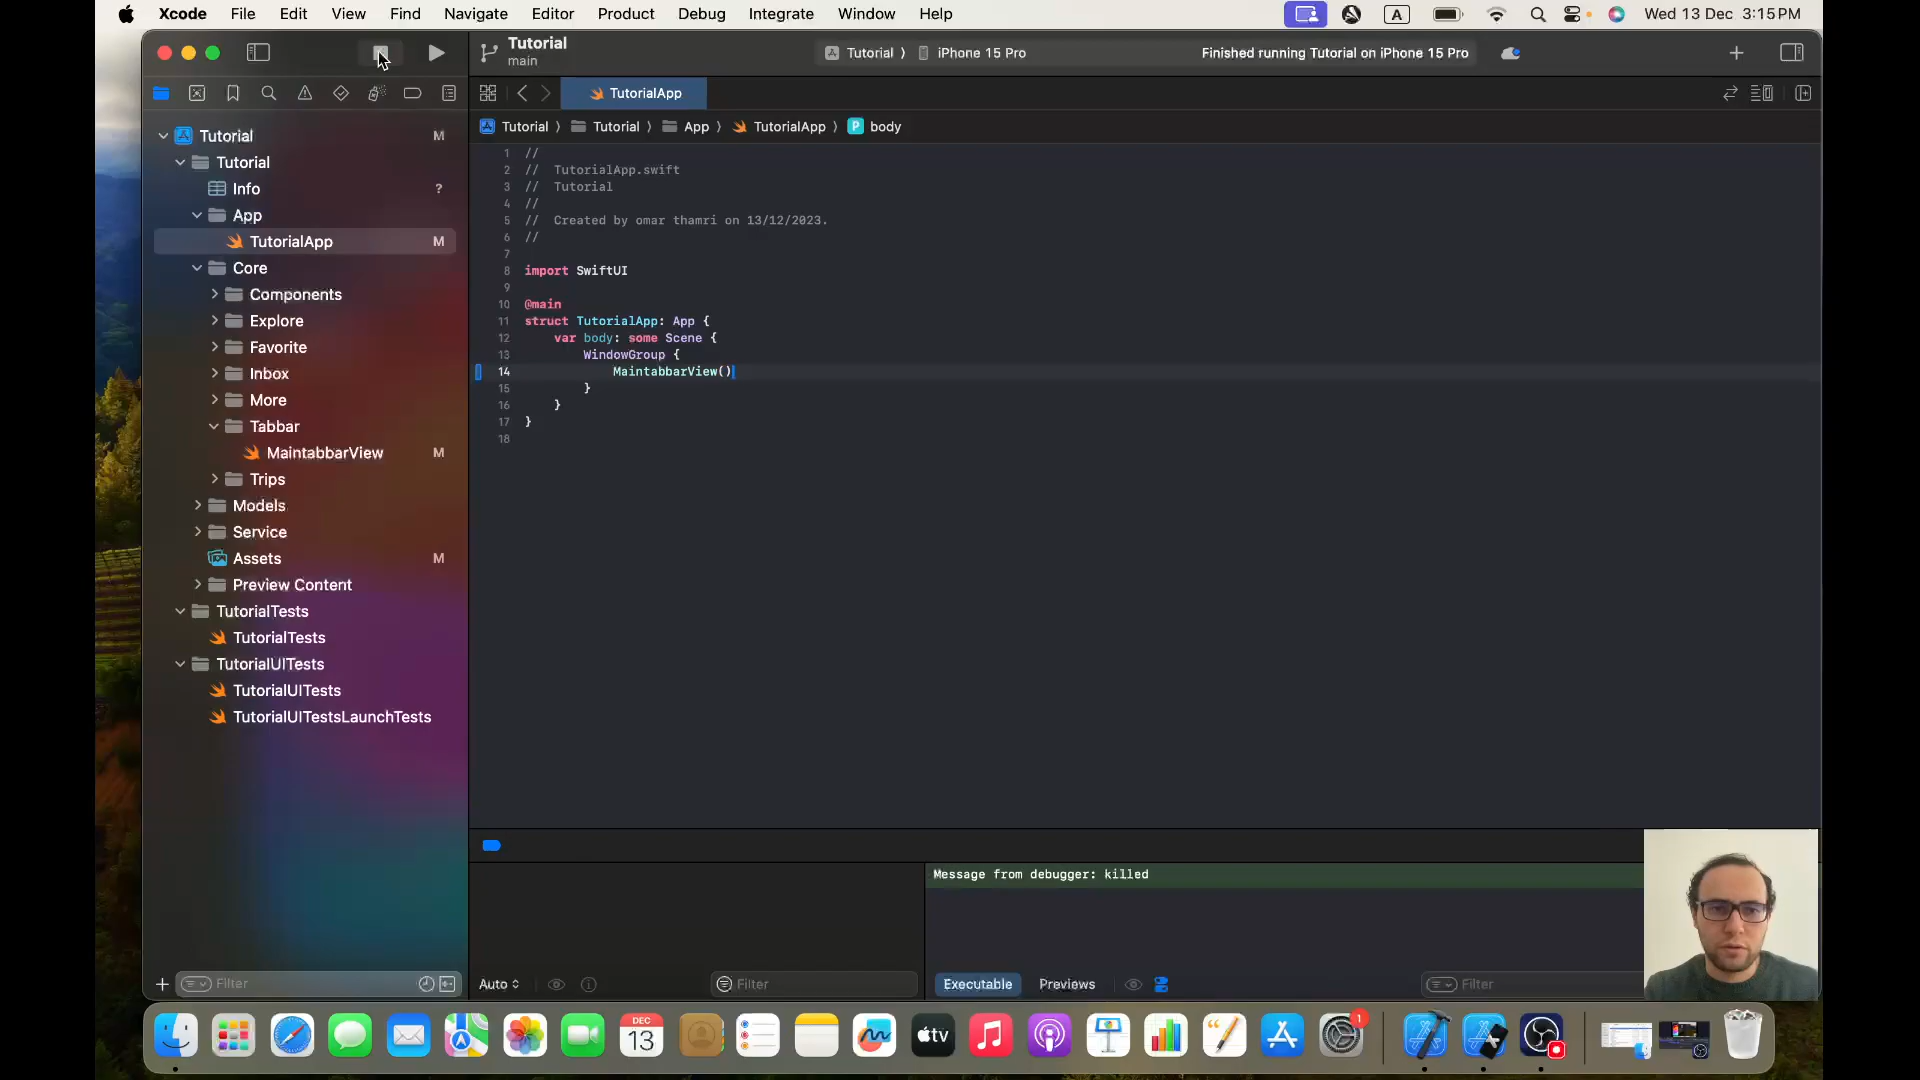 Xcode File Edit View Find Navigate Editor Product Debug Integrate Window Help
A
Wed 13 Dec 3:15 PM
Tutorial
main
Tutorial ⟩ iPhone 15 Pro
Finished running Tutorial on iPhone 15 Pro
TutorialApp
Tutorial ⟩ Tutorial ⟩ App ⟩ TutorialApp ⟩ P body
Tutorial M
Tutorial
Info ?
App
TutorialApp M
Core
Components
Explore
Favorite
Inbox
More
Tabbar
MaintabbarView M
Trips
Models
Service
Assets M
Preview Content
TutorialTests
TutorialTests
TutorialUITests
TutorialUITests
TutorialUITestsLaunchTests
Filter
1 //
2 // TutorialApp.swift
3 // Tutorial
4 //
5 // Created by omar thamri on 13/12/2023.
6 //
7
8 import SwiftUI
9
10 @main
11 struct TutorialApp: App {
12 var body: some Scene {
13 WindowGroup {
14 MaintabbarView()
15 }
16 }
17 }
18
Message from debugger: killed
Auto
Filter
Executable Previews
Filter
DEC
13
tv
1